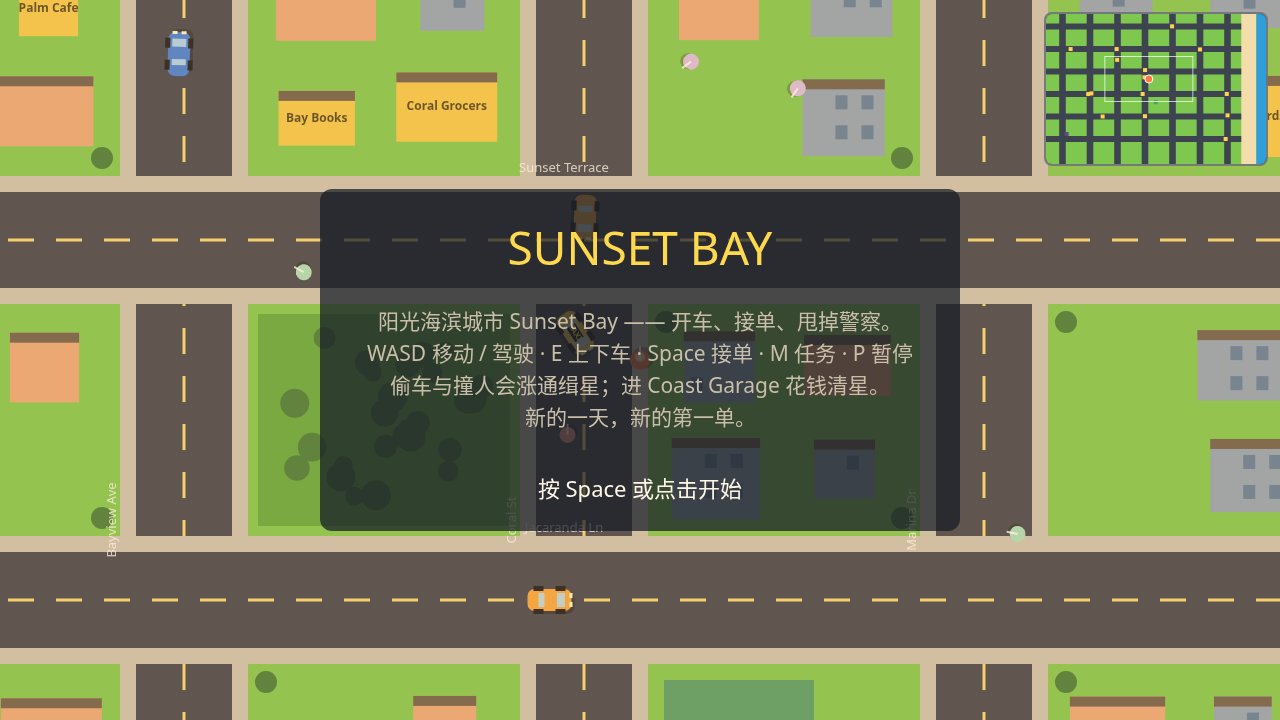 Palm Cafe
Coral Grocers
Bay Books
Sunset Terrace
SUNSET BAY
阳光海滨城市 Sunset Bay —— 开车、接单、甩掉警察。
WASD 移动 / 驾驶 · E 上下车 · Space 接单 · M 任务 · P 暂停
偷车与撞人会涨通缉星；进 Coast Garage 花钱清星。
新的一天，新的第一单。
按 Space 或点击开始
Bayview Ave
Coral St
Jacaranda Ln
Marina Dr